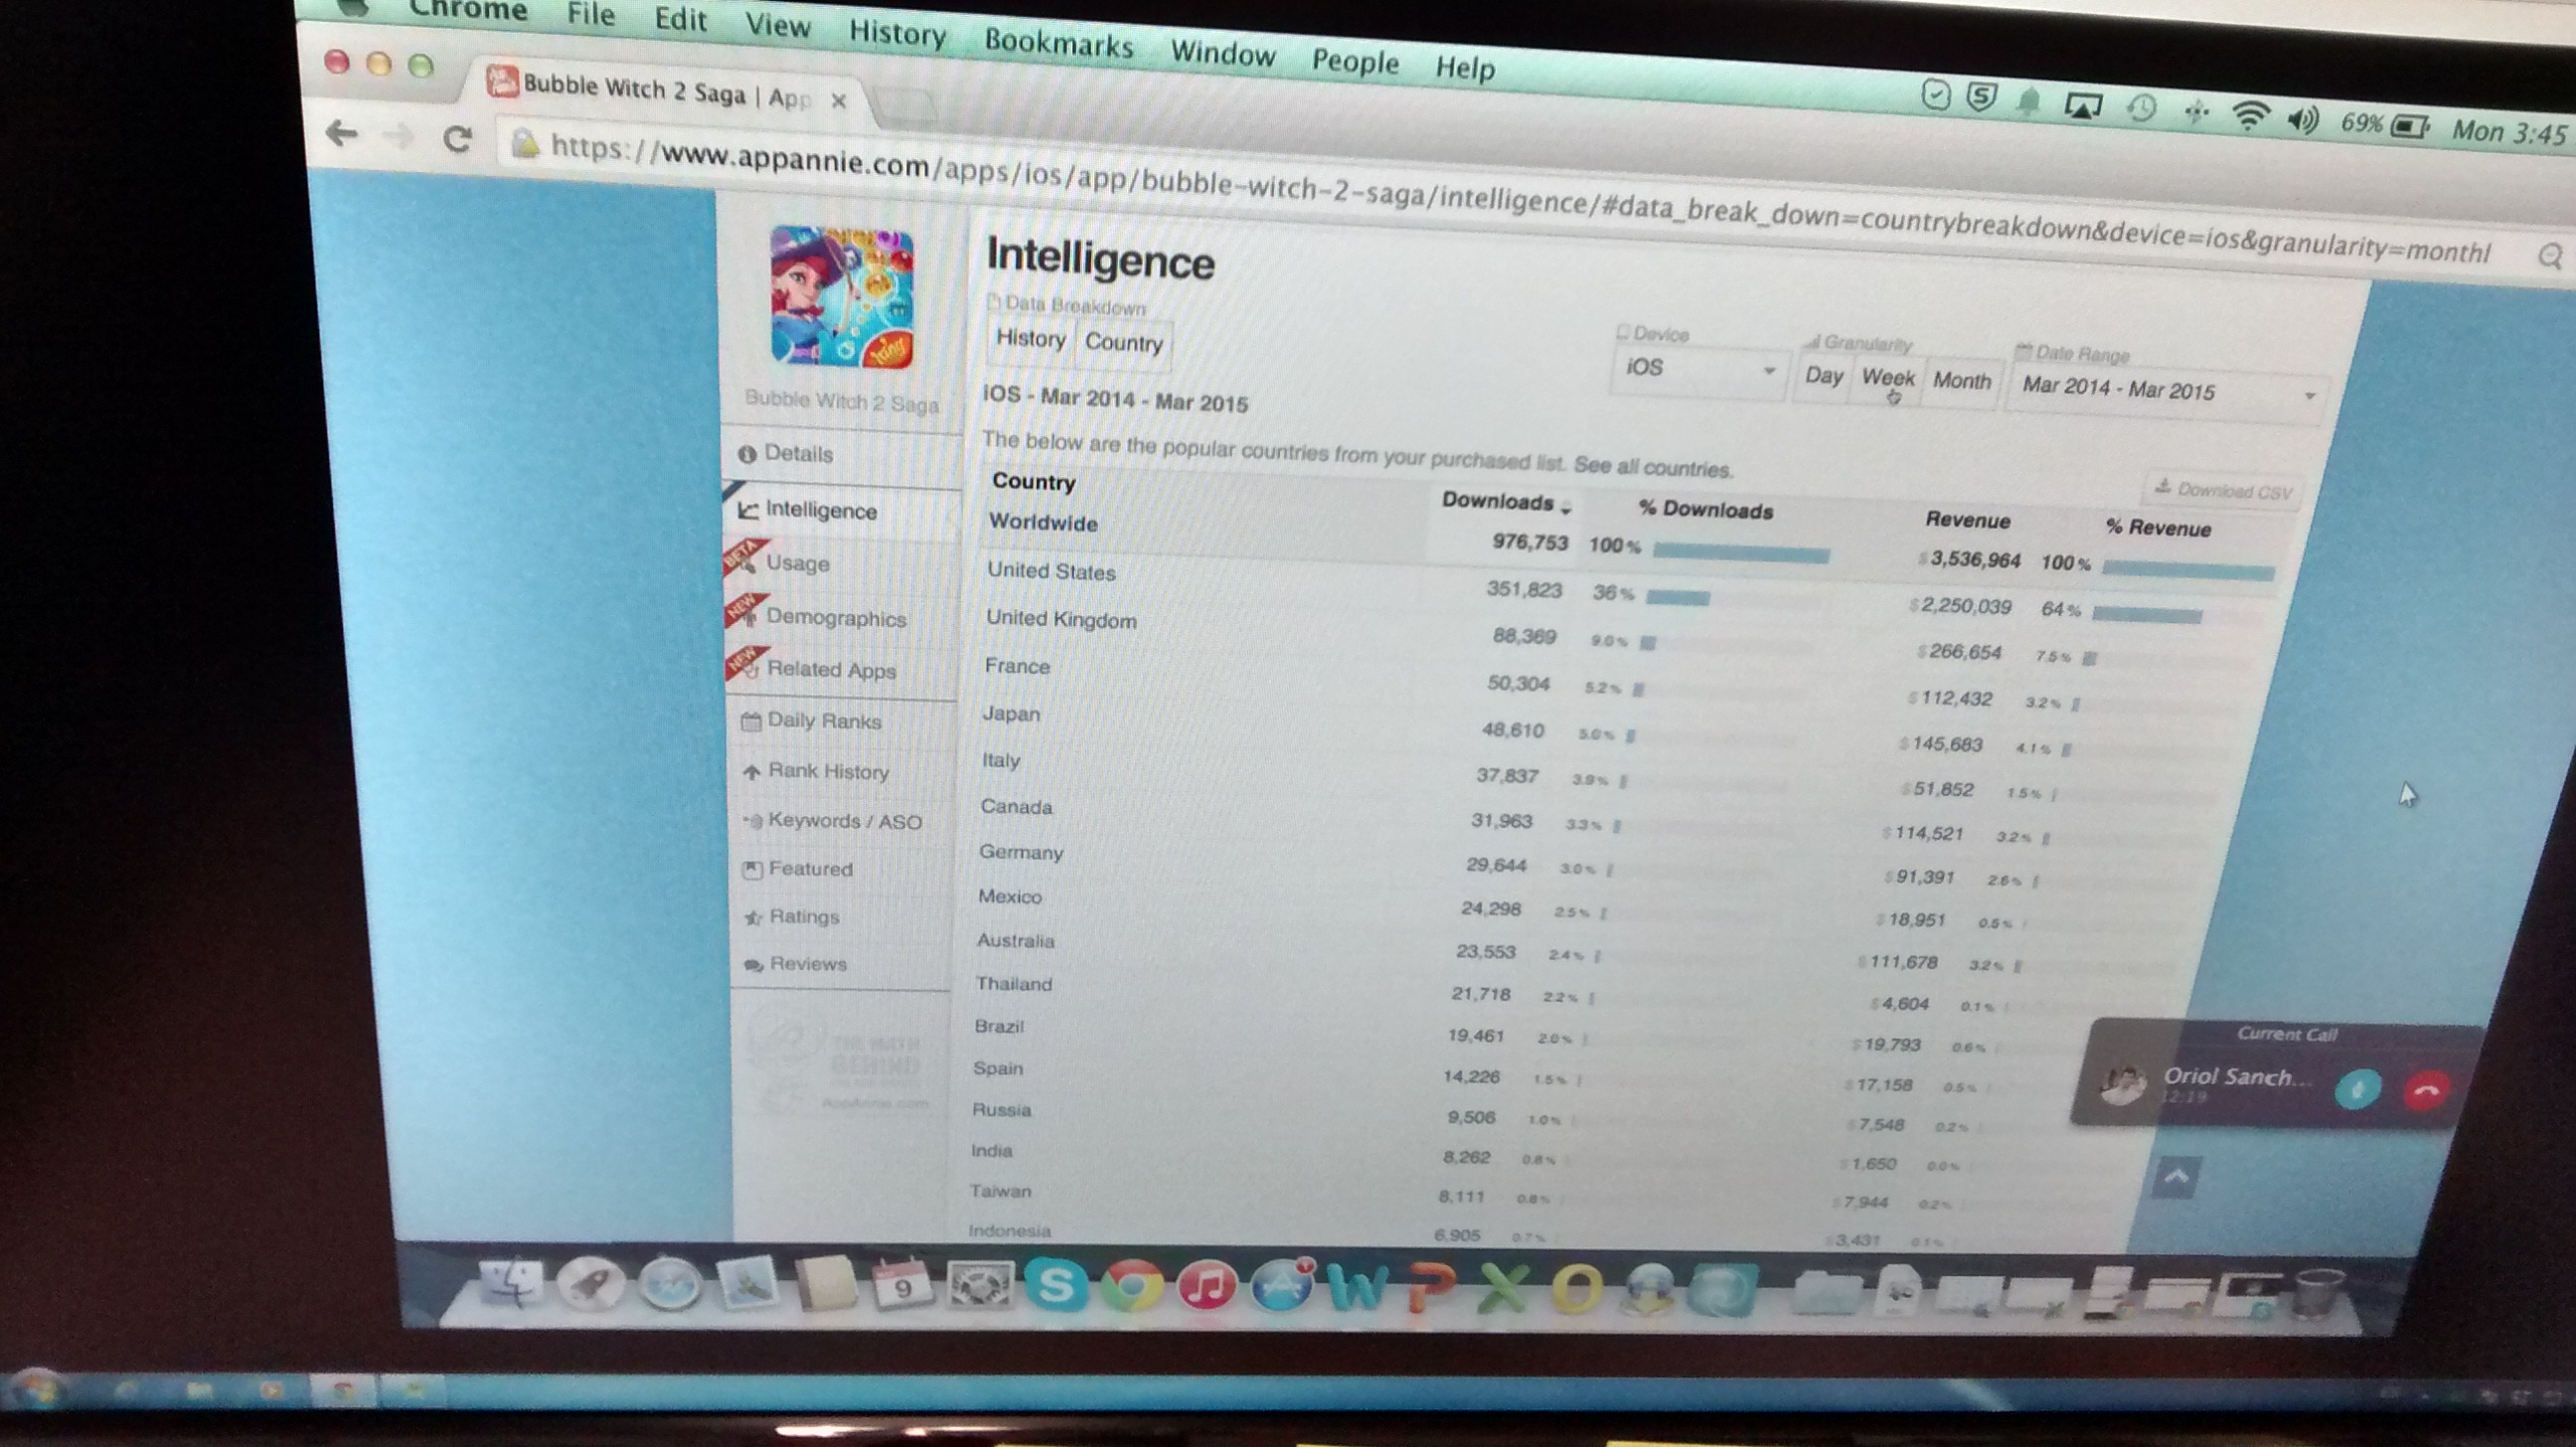 Chrome File Edit View History Bookmarks Window People Help
69% Mon 3:45
Bubble Witch 2 Saga | App
https://www.appannie.com/apps/ios/app/bubble-witch-2-saga/intelligence/#data_break_down=countrybreakdown&device=ios&granularity=monthl
king
Bubble Witch 2 Saga
Details
Intelligence
BETA Usage
NEW Demographics
NEW Related Apps
Daily Ranks
Rank History
Keywords / ASO
Featured
Ratings
Reviews
THE MATH
BEHIND
AppAnnie.com
Intelligence
Data Breakdown
History Country
Device
iOS
Granularity
Day Week Month
Date Range
Mar 2014 - Mar 2015
iOS - Mar 2014 - Mar 2015
The below are the popular countries from your purchased list. See all countries.
Download CSV
Country Downloads % Downloads Revenue % Revenue
Worldwide 976,753 100% $3,536,964 100%
United States 351,823 36% $2,250,039 64%
United Kingdom 88,369 9.0% $266,654 7.5%
France 50,304 5.2% $112,432 3.2%
Japan 48,610 5.0% $145,683 4.1%
Italy 37,837 3.9% $51,852 1.5%
Canada 31,963 3.3% $114,521 3.2%
Germany 29,644 3.0% $91,391 2.6%
Mexico 24,298 2.5% $18,951 0.5%
Australia 23,553 2.4% $111,678 3.2%
Thailand 21,718 2.2% $4,604 0.1%
Brazil 19,461 2.0% $19,793 0.6%
Spain 14,226 1.5% $17,158 0.5%
Russia 9,506 1.0% $7,548 0.2%
India 8,262 0.8% $1,650 0.0%
Taiwan 8,111 0.8% $7,944 0.2%
Indonesia 6,905 0.7% $3,431 0.1%
Current Call
Oriol Sanch...
12:19
9